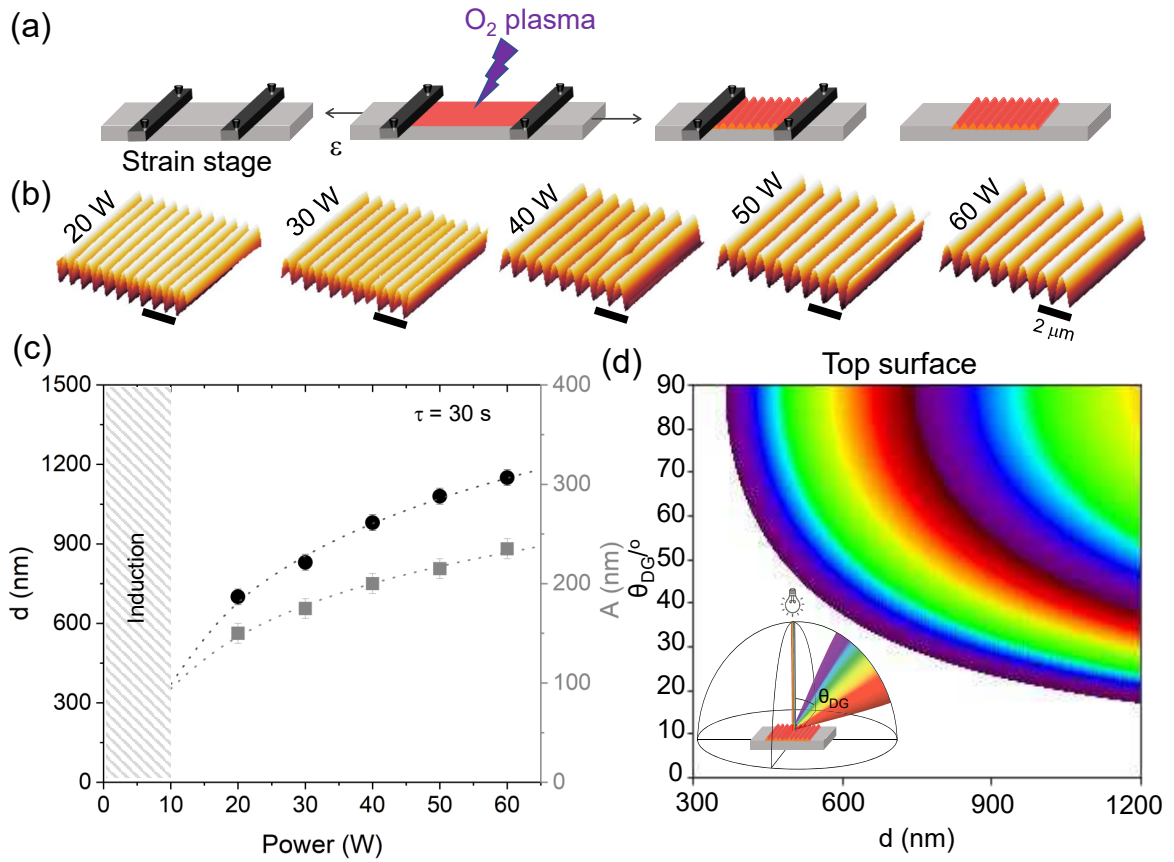 (a)
O₂ plasma
ε
Strain stage
(b)
20 W
30 W
40 W
50 W
60 W
2 μm
(c)
1500
1200
900
600
300
0
d (nm)
Induction
τ = 30 s
400
300
200
100
0
A (nm)
0
10
20
30
40
50
60
Power (W)
(d)
Top surface
90
80
70
60
50
40
30
20
10
0
θDG/°
θDG
300
600
900
1200
d (nm)